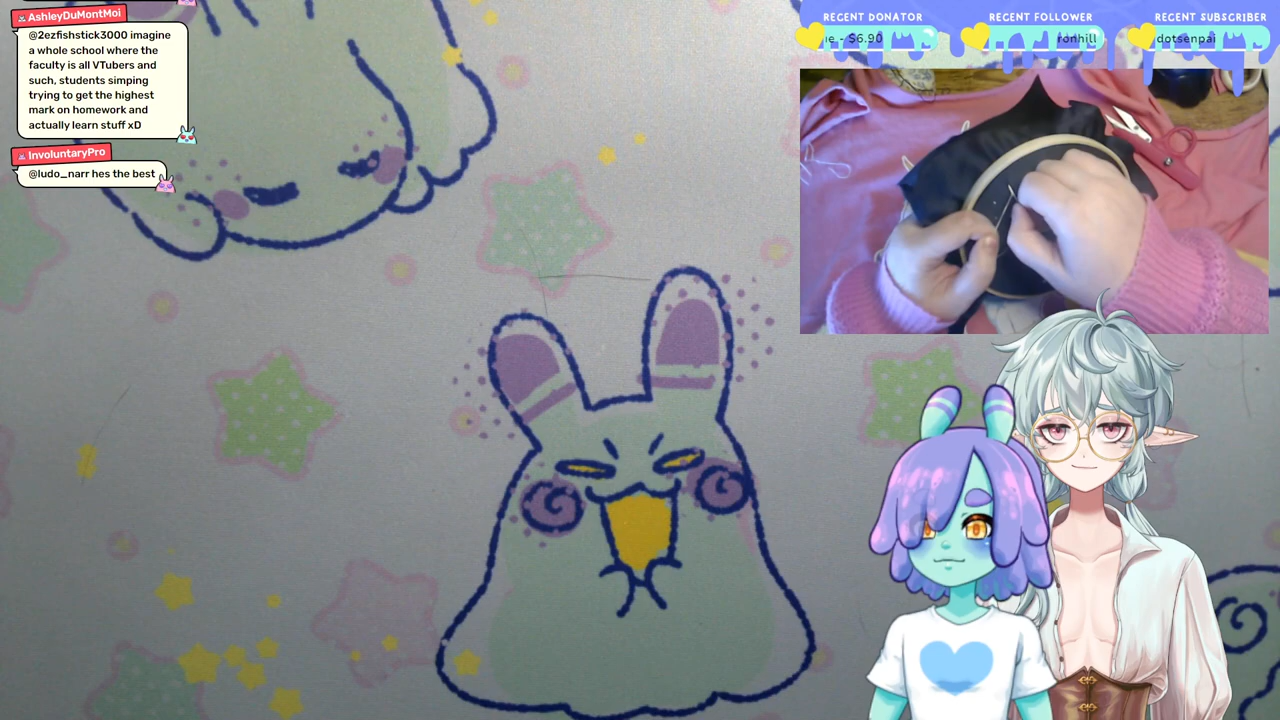 AshleyDuMontMoi
@2ezfishstick3000 imagine
a whole school where the
faculty is all VTubers and
such, students simping
trying to get the highest
mark on homework and
actually learn stuff xD
InvoluntaryPro
@ludo_narr hes the best
RECENT DONATOR
ie - $6.90
RECENT FOLLOWER
ronhill
RECENT SUBSCRIBER
dotsenpai